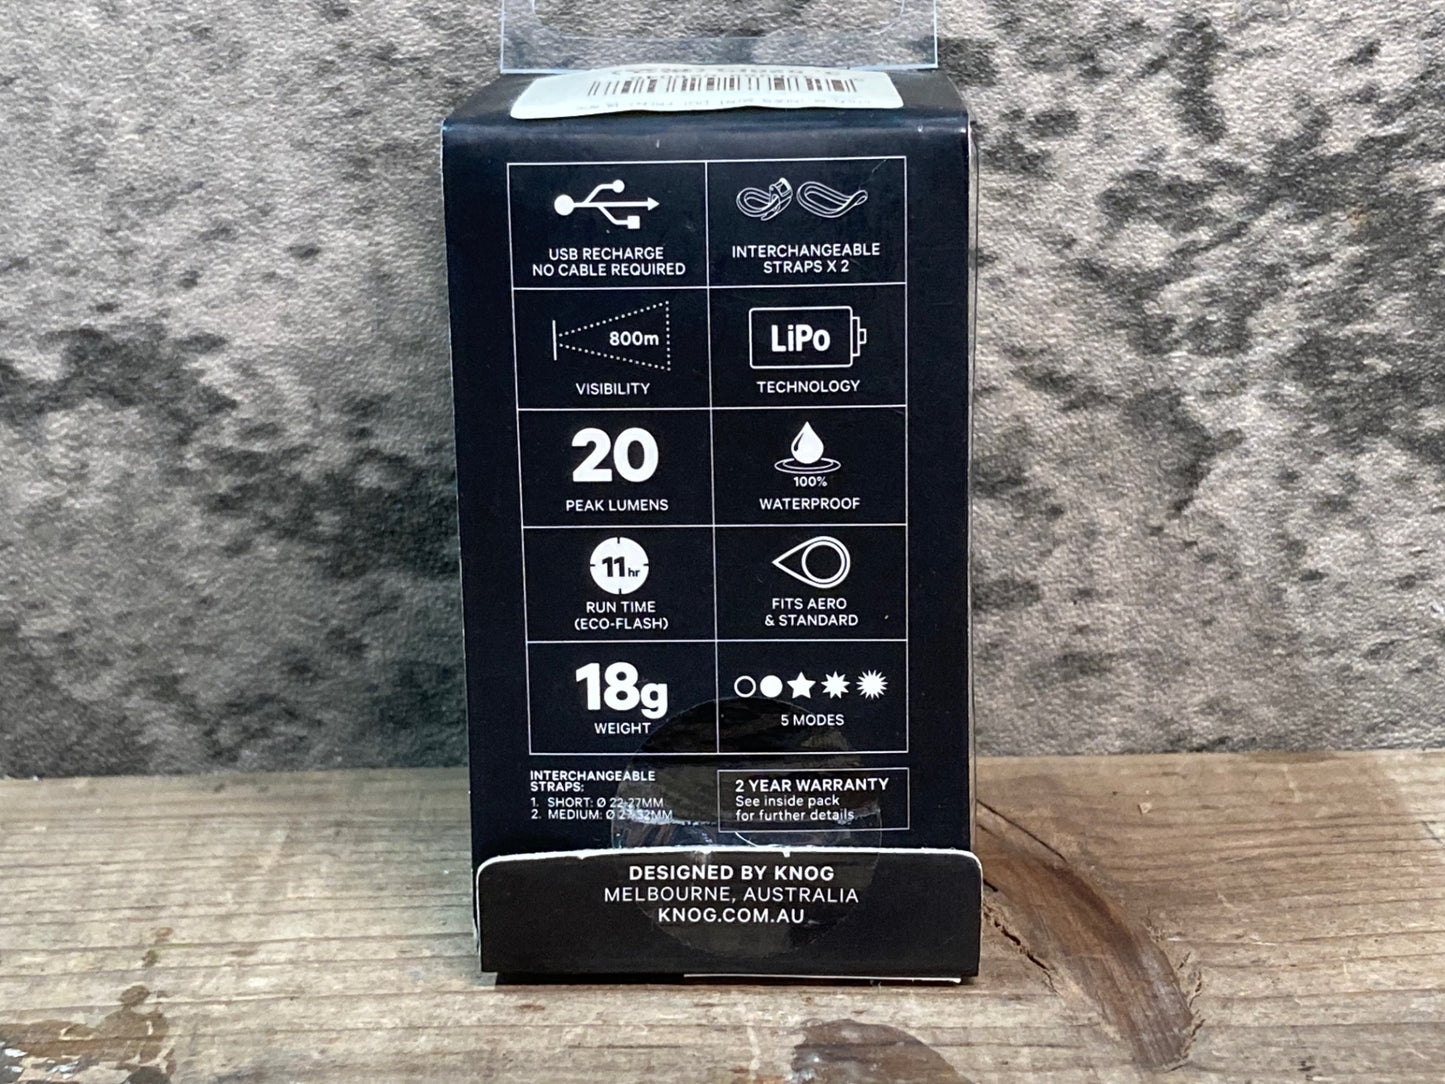 USB RECHARGE
NO CABLE REQUIRED
INTERCHANGEABLE
STRAPS X 2
800m
VISIBILITY
LiPo
TECHNOLOGY
20
PEAK LUMENS
100%
WATERPROOF
11hr
RUN TIME
(ECO-FLASH)
FITS AERO
& STANDARD
18g
WEIGHT
5 MODES
INTERCHANGEABLE
STRAPS:
1. SHORT: Ø 22-27MM
2. MEDIUM: Ø 27-32MM
2 YEAR WARRANTY
See inside pack
for further details
DESIGNED BY KNOG
MELBOURNE, AUSTRALIA
KNOG.COM.AU